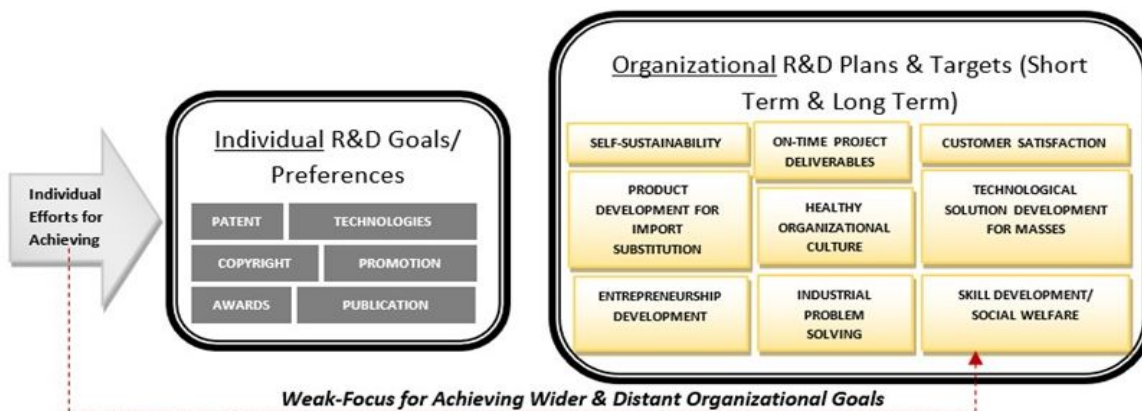 Individual
Efforts for
Achieving
Individual R&D Goals/
Preferences
PATENT
TECHNOLOGIES
COPYRIGHT
PROMOTION
AWARDS
PUBLICATION
Organizational R&D Plans & Targets (Short
Term & Long Term)
SELF-SUSTAINABILITY
ON-TIME PROJECT
DELIVERABLES
CUSTOMER SATISFACTION
PRODUCT
DEVELOPMENT FOR
IMPORT
SUBSTITUTION
HEALTHY
ORGANIZATIONAL
CULTURE
TECHNOLOGICAL
SOLUTION DEVELOPMENT
FOR MASSES
ENTREPRENEURSHIP
DEVELOPMENT
INDUSTRIAL
PROBLEM
SOLVING
SKILL DEVELOPMENT/
SOCIAL WELFARE
Weak-Focus for Achieving Wider & Distant Organizational Goals